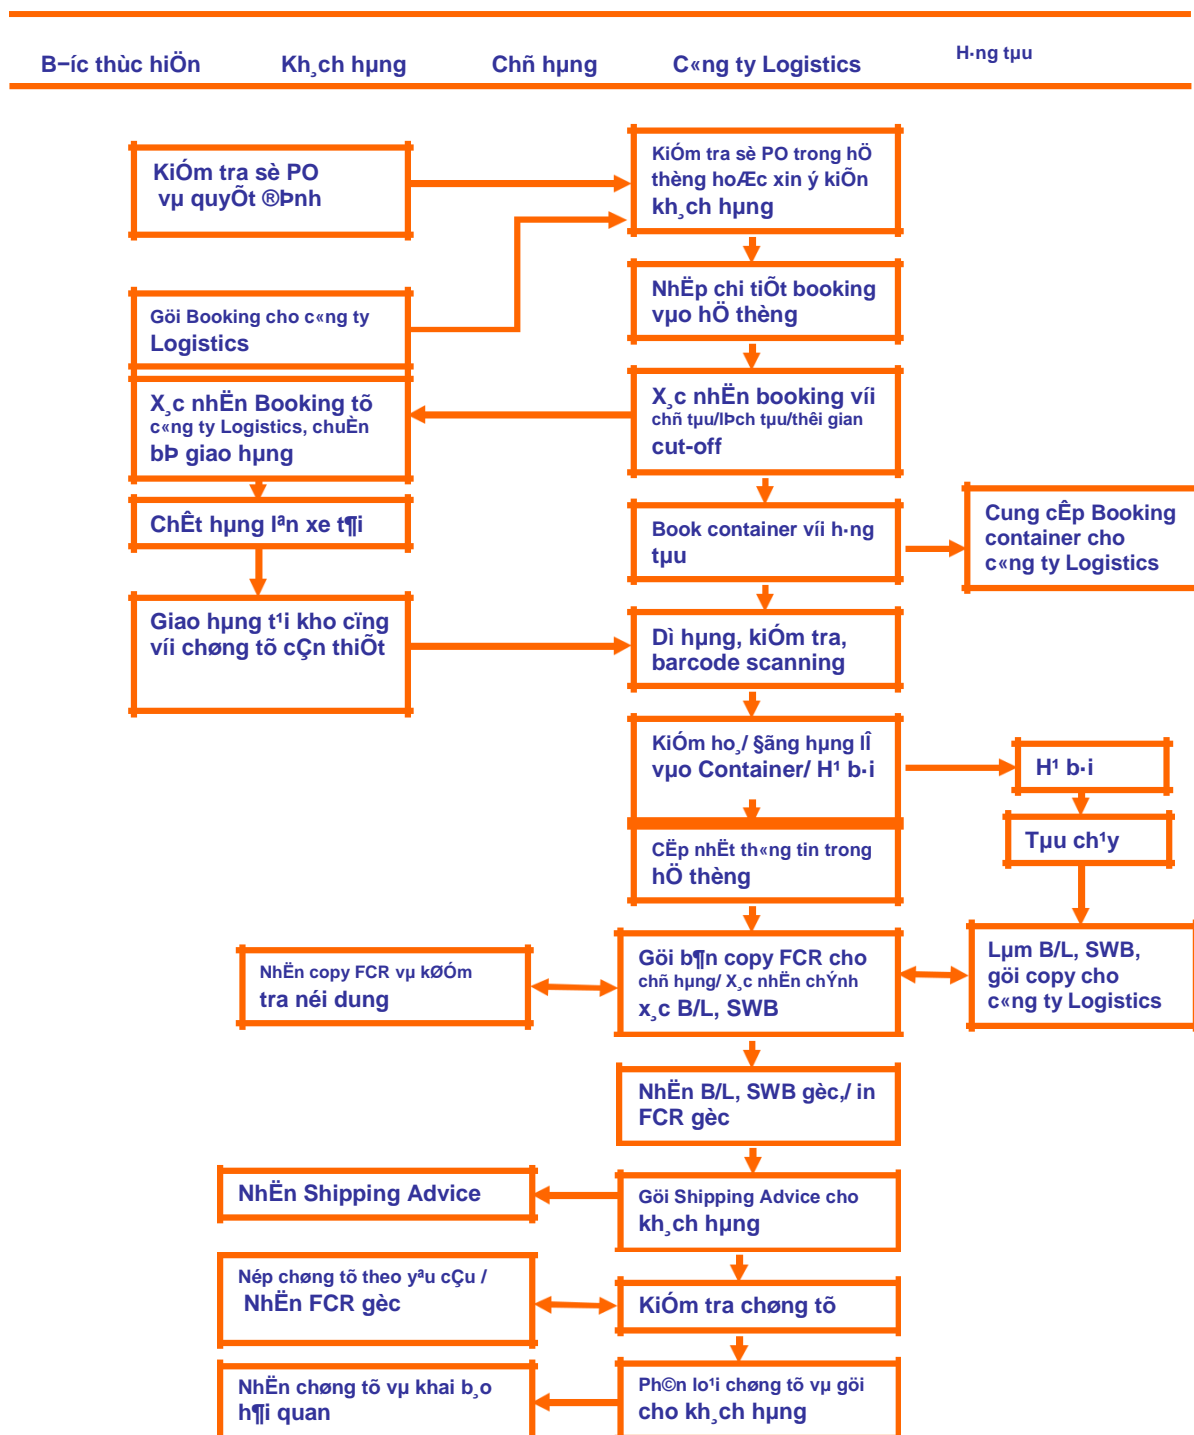 B−íc thùc hiÖn
Kh¸ch hµng
Chñ hµng
C«ng ty Logistics
H·ng tµu
KiÓm tra sè PO
vµ quyÕt ®Þnh
KiÓm tra sè PO trong hÖ
thèng hoÆc xin ý kiÕn
kh¸ch hµng
NhËp chi tiÕt booking
vµo hÖ thèng
Göi Booking cho c«ng ty
Logistics
X¸c nhËn Booking tõ
c«ng ty Logistics, chuÈn
bÞ giao hµng
X¸c nhËn booking víi
chñ tµu/lÞch tµu/thêi gian
cut-off
ChÊt hµng lªn xe t¶i
Book container víi h·ng
tµu
Cung cÊp Booking
container cho
c«ng ty Logistics
Giao hµng t¹i kho cïng
víi chøng tõ cÇn thiÕt
Dì hµng, kiÓm tra,
barcode scanning
KiÓm ho¸/ §ãng hµng lÎ
vµo Container/ H¹ b·i
H¹ b·i
Tµu ch¹y
CËp nhËt th«ng tin trong
hÖ thèng
NhËn copy FCR vµ kØÓm
tra néi dung
Göi b¶n copy FCR cho
chñ hµng/ X¸c nhËn chÝnh
x¸c B/L, SWB
Lµm B/L, SWB,
göi copy cho
c«ng ty Logistics
NhËn B/L, SWB gèc,/ in
FCR gèc
NhËn Shipping Advice
Göi Shipping Advice cho
kh¸ch hµng
Nép chøng tõ theo yªu cÇu /
NhËn FCR gèc
KiÓm tra chøng tõ
NhËn chøng tõ vµ khai b¸o
h¶i quan
Ph©n lo¹i chøng tõ vµ göi
cho kh¸ch hµng